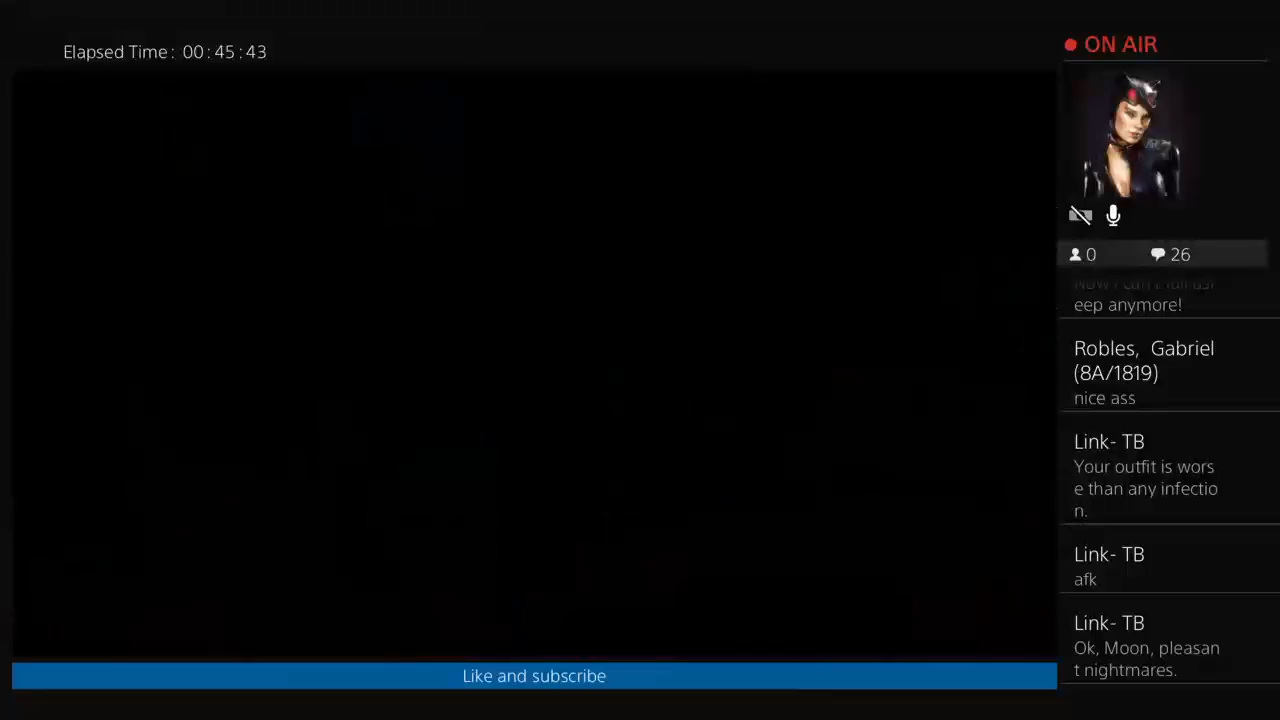 Elapsed Time: 00:45:43
ON AIR
0 26
eep anymore!
Robles, Gabriel
(8A/1819)
nice ass
Link- TB
Your outfit is wors
e than any infectio
n.
Link- TB
afk
Link- TB
Ok, Moon, pleasan
t nightmares.
Like and subscribe